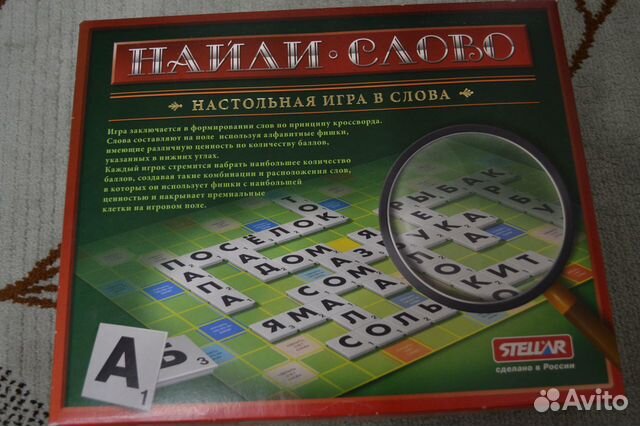 НАЙДИ · СЛОВО
НАСТОЛЬНАЯ ИГРА В СЛОВА
Игра заключается в формировании слов по принципу кроссворда.
Слова составляют на поле используя алфавитные фишки,
имеющие различную ценность по количеству баллов,
указанных в нижних углах.
Каждый игрок стремится набрать наибольшее количество
баллов, создавая такие комбинации и расположения слов,
в которых он использует фишки с наибольшей
ценностью и накрывает премиальные
клетки на игровом поле.
РЫБАК
ПОСЁЛОК
ДОМ
РУКА
ПАПА
СОМ
КИТ
ЯМА
СОЛЬ
А
1
Б
3
STELLAR
сделано в России
Avito